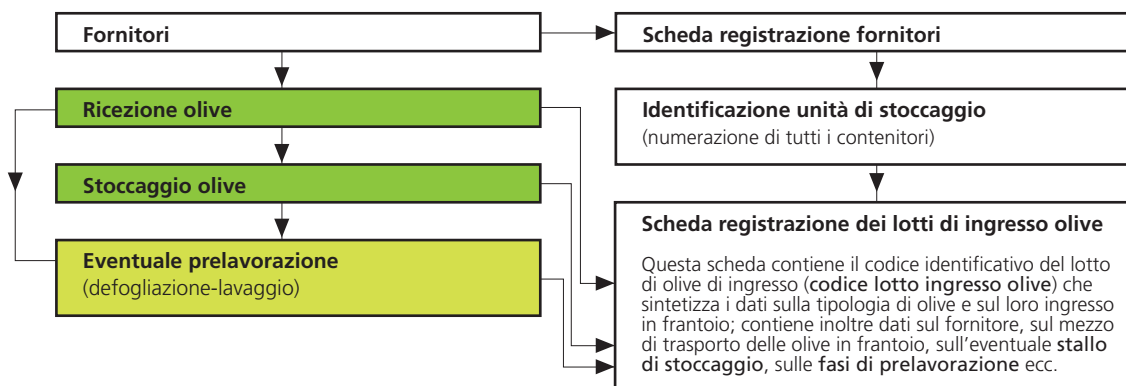 Fornitori
Ricezione olive
Stoccaggio olive
Eventuale prelavorazione
(defogliazione-lavaggio)
Scheda registrazione fornitori
Identificazione unità di stoccaggio
(numerazione di tutti i contenitori)
Scheda registrazione dei lotti di ingresso olive
Questa scheda contiene il codice identificativo del lotto
di olive di ingresso (codice lotto ingresso olive) che
sintetizza i dati sulla tipologia di olive e sul loro ingresso
in frantoio; contiene inoltre dati sul fornitore, sul mezzo
di trasporto delle olive in frantoio, sull'eventuale stallo
di stoccaggio, sulle fasi di prelavorazione ecc.